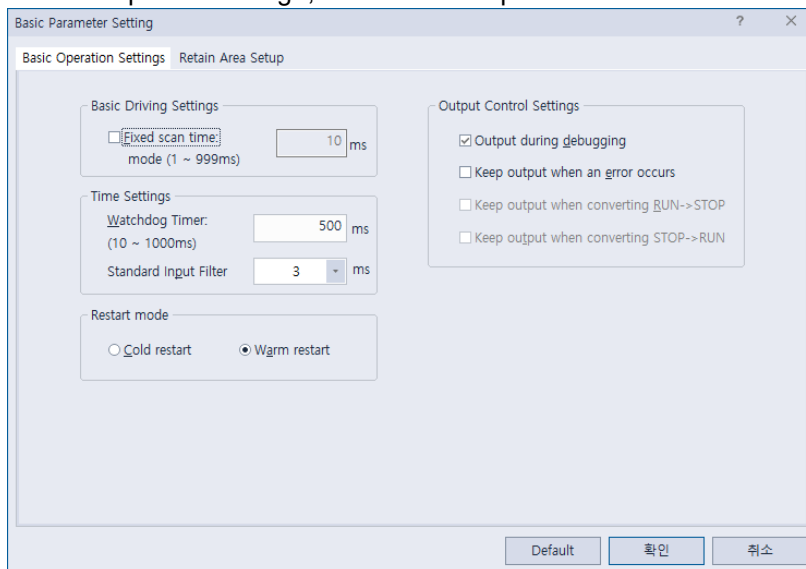 Basic Parameter Setting
? ×
Basic Operation Settings Retain Area Setup
Basic Driving Settings
Fixed scan time:
mode (1 ~ 999ms)
10 ms
Time Settings
Watchdog Timer:
(10 ~ 1000ms)
500 ms
Standard Input Filter 3 ms
Restart mode
Cold restart Warm restart
Output Control Settings
Output during debugging
Keep output when an error occurs
Keep output when converting RUN->STOP
Keep output when converting STOP->RUN
Default 확인 취소